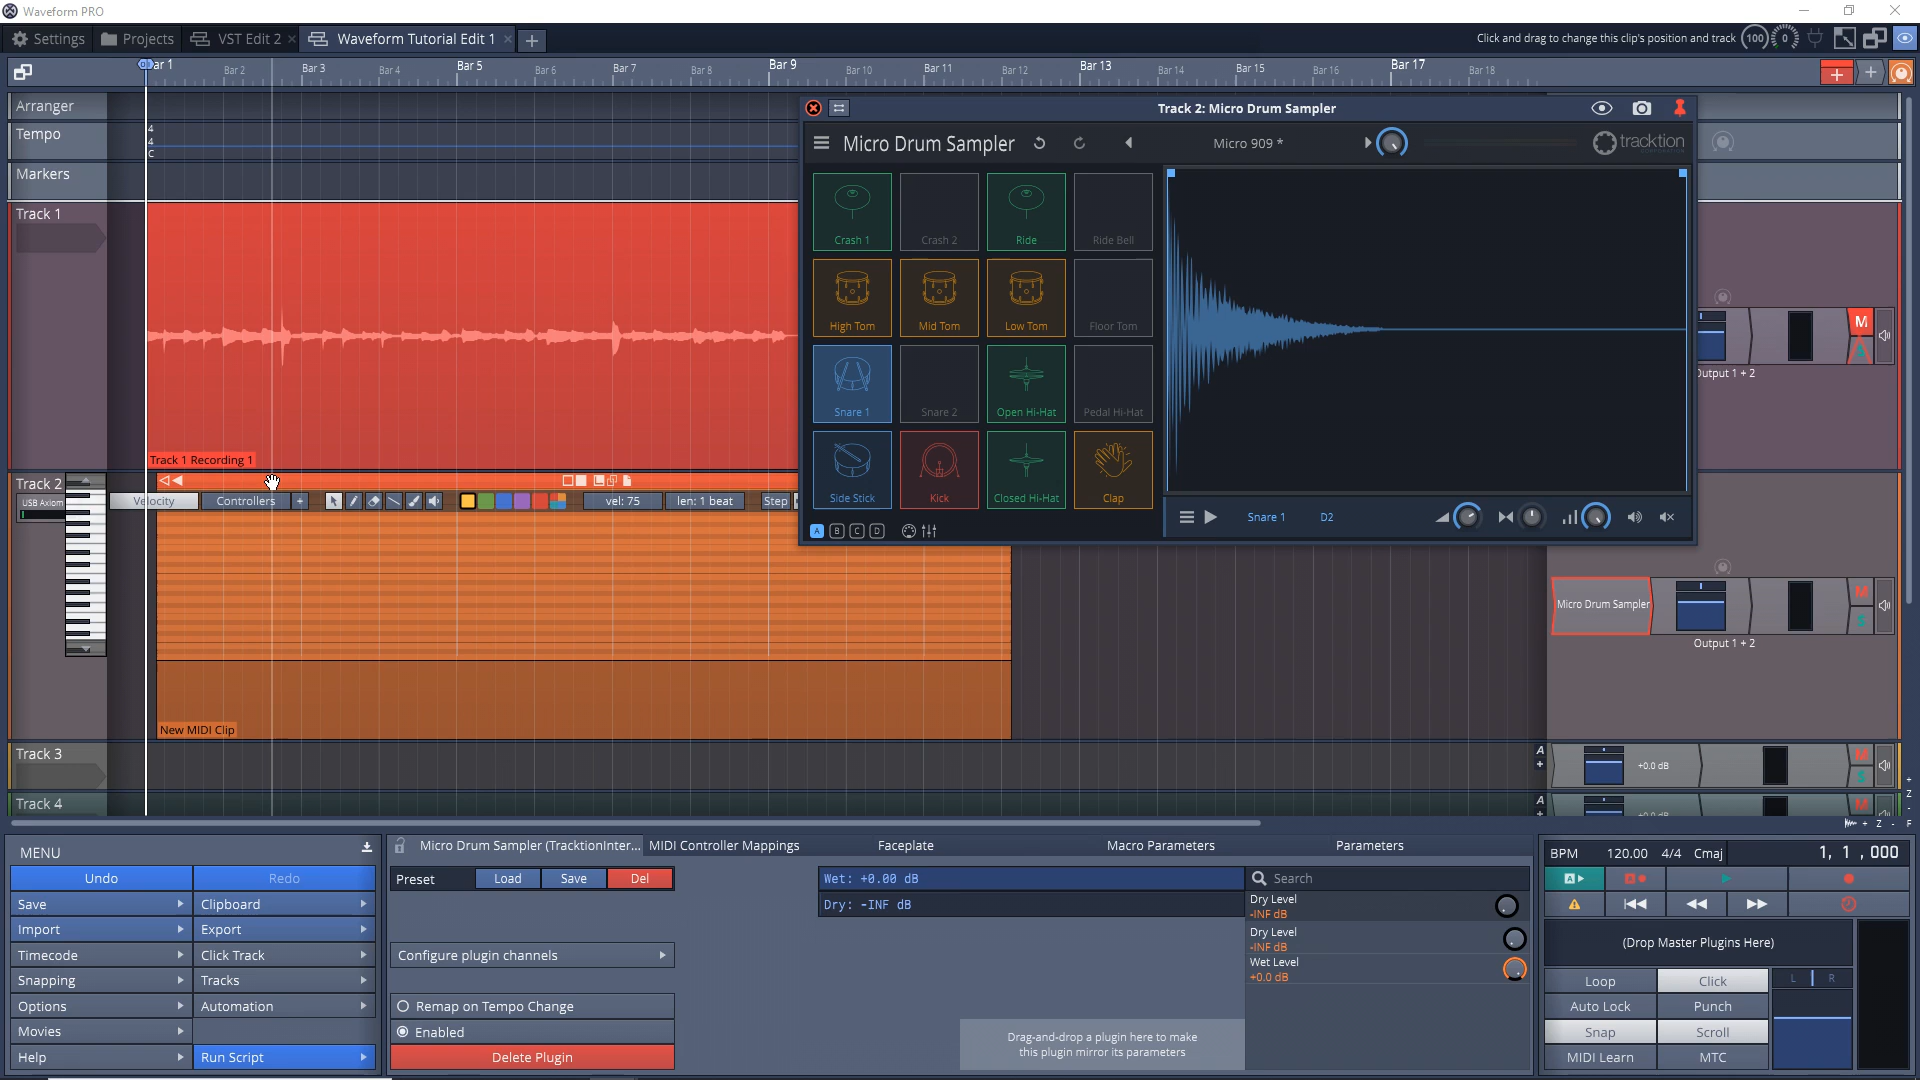 Waveform PRO
Settings Projects VST Edit 2 Waveform Tutorial Edit 1
Click and drag to change this clip's position and track 100 0
Bar 1 Bar 2 Bar 3 Bar 4 Bar 5 Bar 6 Bar 7 Bar 8 Bar 9 Bar 10 Bar 11 Bar 12 Bar 13 Bar 14 Bar 15 Bar 16 Bar 17 Bar 18
Arranger
Tempo
4
4
C
Markers
Track 1
Track 1 Recording 1
Track 2: Micro Drum Sampler
Micro Drum Sampler
Micro 909 *
tracktion
Crash 1 Crash 2 Ride Ride Bell
High Tom Mid Tom Low Tom Floor Tom
Snare 1 Snare 2 Open Hi-Hat Pedal Hi-Hat
Side Stick Kick Closed Hi-Hat Clap
A B C D
Snare 1 D2
M
Output 1 + 2
Track 2
USB Axiom
Velocity Controllers + vel: 75 len: 1 beat Step
New MIDI Clip
Micro Drum Sampler
M
S
Output 1 + 2
Track 3
A
+0.0 dB
M
S
Track 4
A
M
+ Z - F
MENU
Undo Redo
Save Clipboard
Import Export
Timecode Click Track
Snapping Tracks
Options Automation
Movies
Help Run Script
Micro Drum Sampler (TracktionInter... MIDI Controller Mappings Faceplate Macro Parameters Parameters
Preset Load Save Del
Configure plugin channels
Remap on Tempo Change
Enabled
Delete Plugin
Wet: +0.00 dB
Dry: -INF dB
Drag-and-drop a plugin here to make
this plugin mirror its parameters
Search
Dry Level
-INF dB
Dry Level
-INF dB
Wet Level
+0.0 dB
BPM 120.00 4/4 Cmaj 1, 1 , 000
(Drop Master Plugins Here)
Loop Click
Auto Lock Punch
Snap Scroll
MIDI Learn MTC
L R